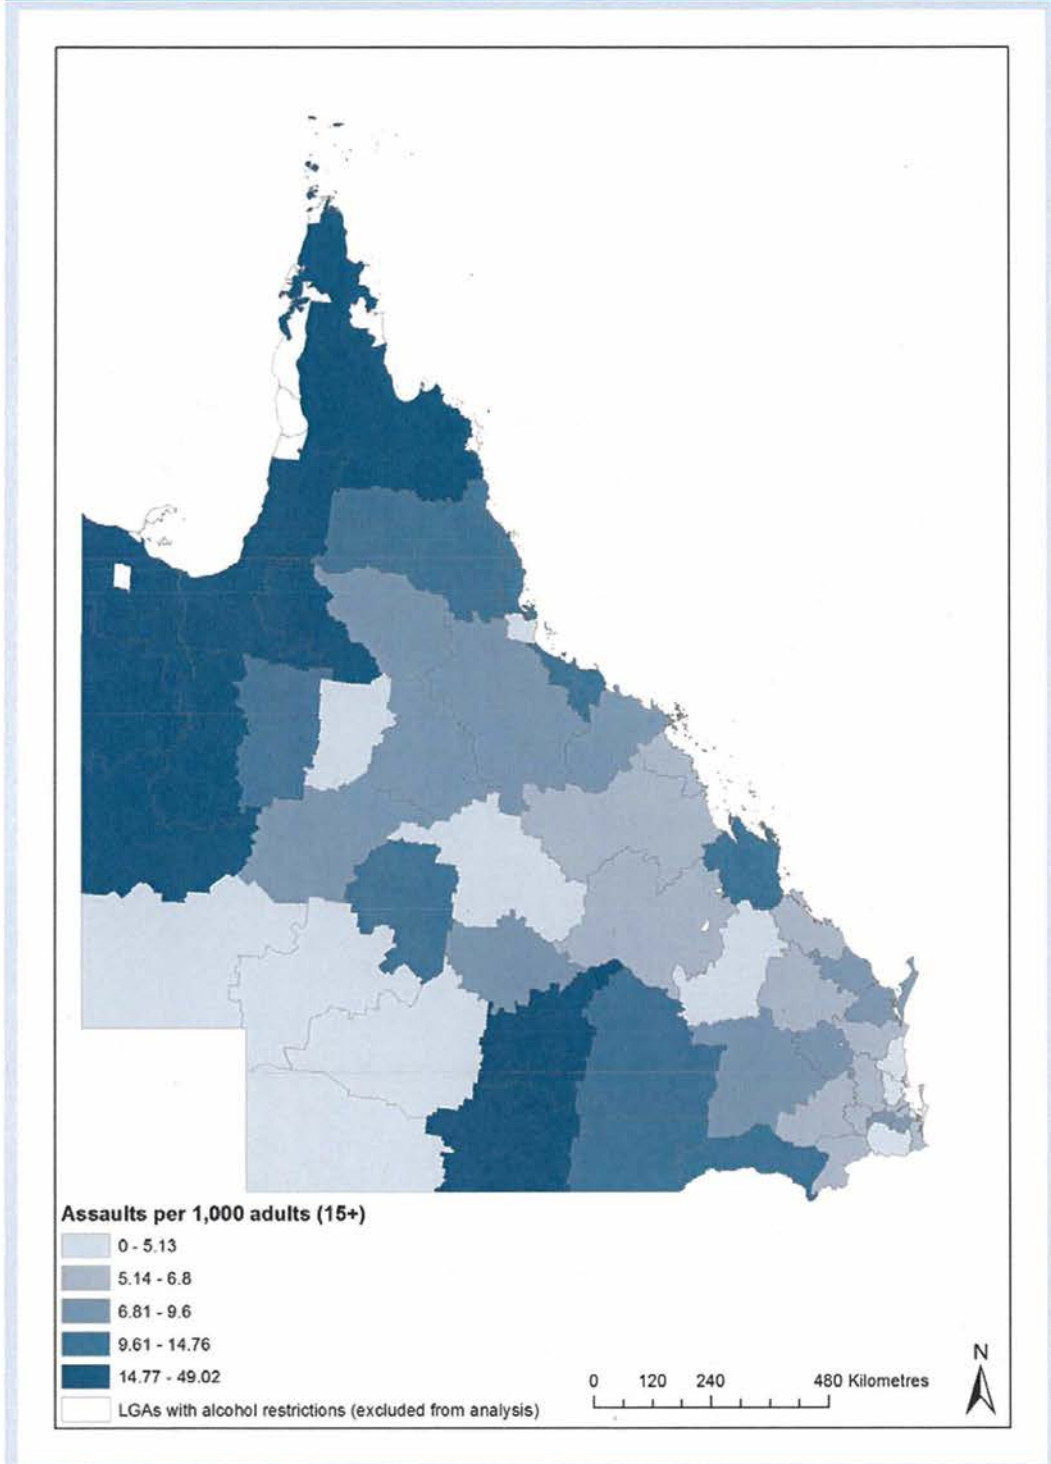 Assaults per 1,000 adults (15+)
0 - 5.13
5.14 - 6.8
6.81 - 9.6
9.61 - 14.76
14.77 - 49.02
LGAs with alcohol restrictions (excluded from analysis)
0 120 240 480 Kilometres
N